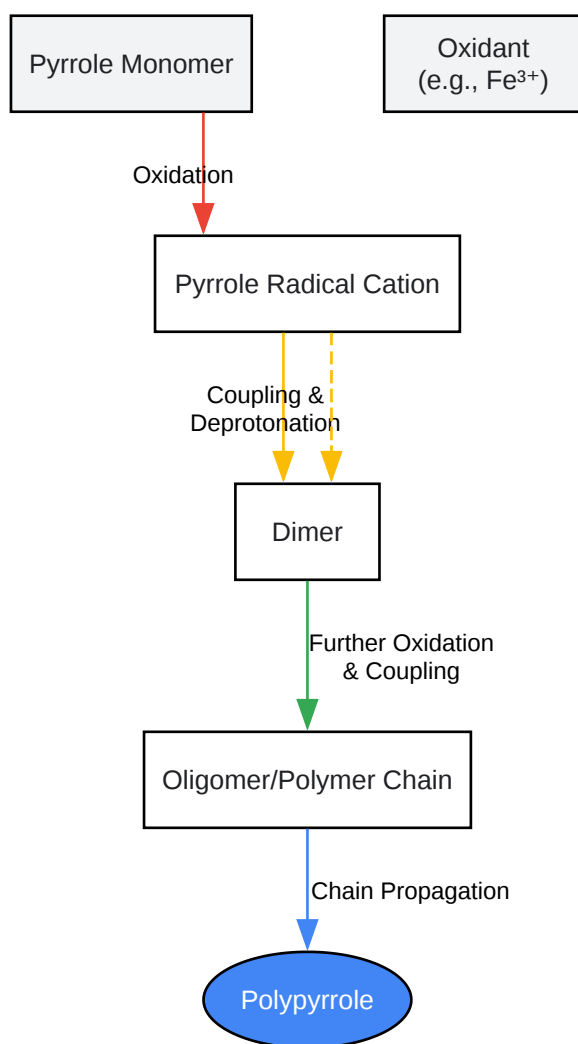 Pyrrole Monomer
Oxidant
(e.g., Fe³⁺)
Oxidation
Pyrrole Radical Cation
Coupling &
Deprotonation
Dimer
Further Oxidation
& Coupling
Oligomer/Polymer Chain
Chain Propagation
Polypyrrole